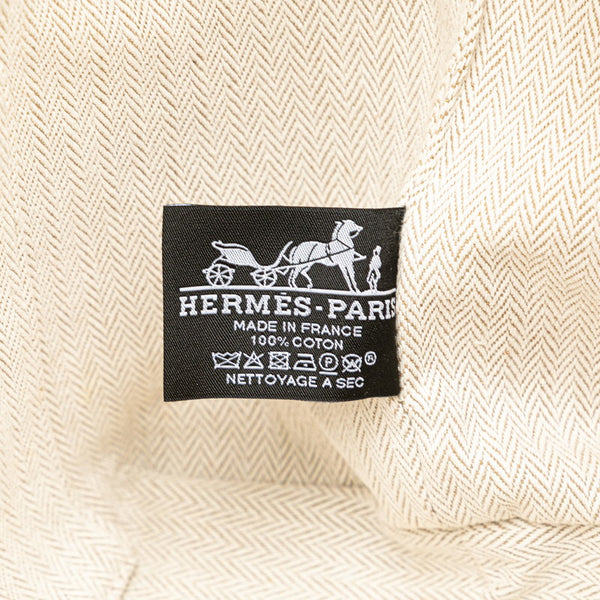 HERMÈS-PARIS
MADE IN FRANCE
100% COTON
P ®
NETTOYAGE A SEC